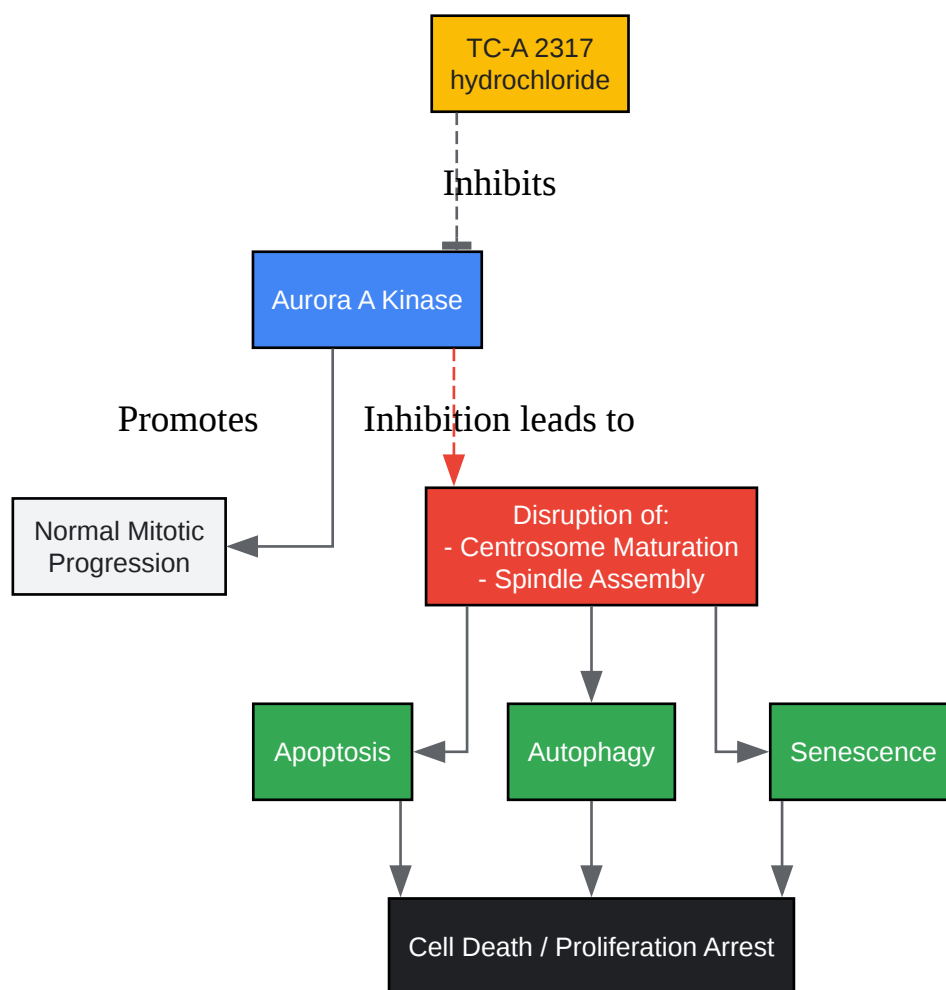 TC-A 2317
hydrochloride
Inhibits
Aurora A Kinase
Promotes
Inhibition leads to
Normal Mitotic
Progression
Disruption of:
- Centrosome Maturation
- Spindle Assembly
Apoptosis
Autophagy
Senescence
Cell Death / Proliferation Arrest